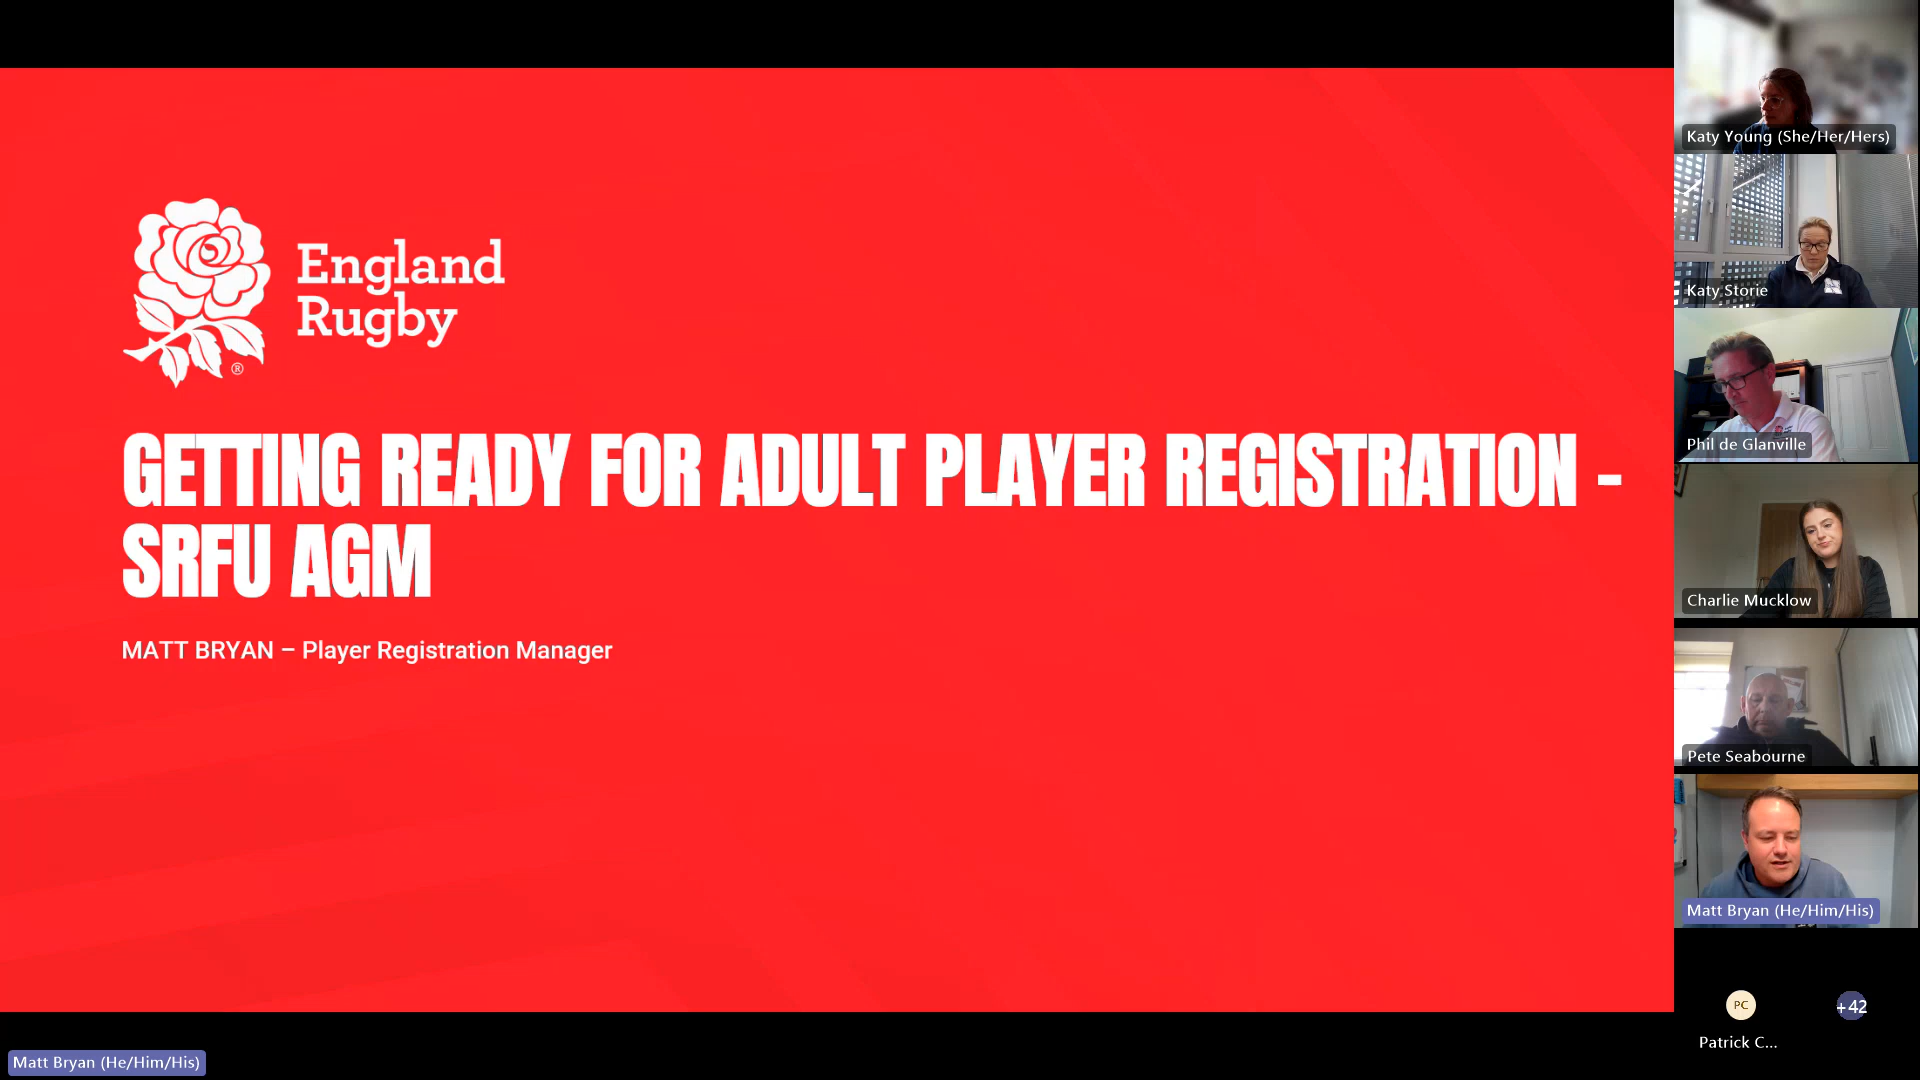 England
Rugby
®
GETTING READY FOR ADULT PLAYER REGISTRATION -
SRFU AGM
MATT BRYAN – Player Registration Manager
Katy Young (She/Her/Hers)
Katy Storie
Phil de Glanville
Charlie Mucklow
Pete Seabourne
Matt Bryan (He/Him/His)
PC
+42
Patrick C...
Matt Bryan (He/Him/His)